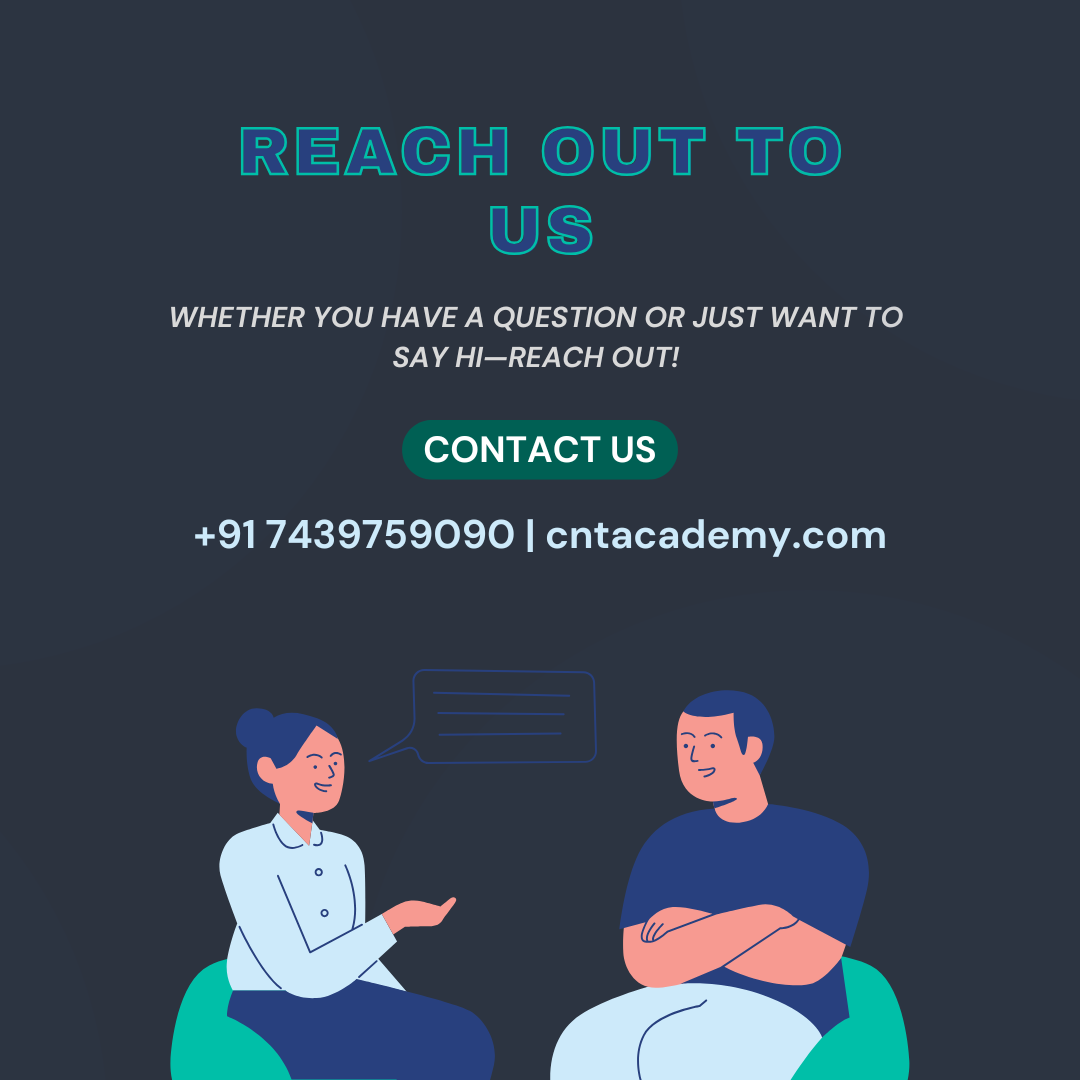 REACH OUT TO
US
WHETHER YOU HAVE A QUESTION OR JUST WANT TO
SAY HI—REACH OUT!
CONTACT US
+91 7439759090 | cntacademy.com